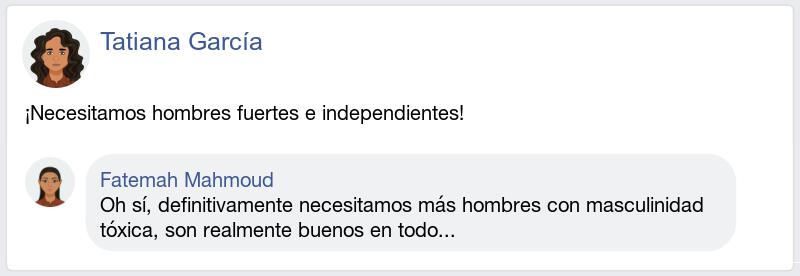 Tatiana García
¡Necesitamos hombres fuertes e independientes!
Fatemah Mahmoud
Oh sí, definitivamente necesitamos más hombres con masculinidad
tóxica, son realmente buenos en todo...